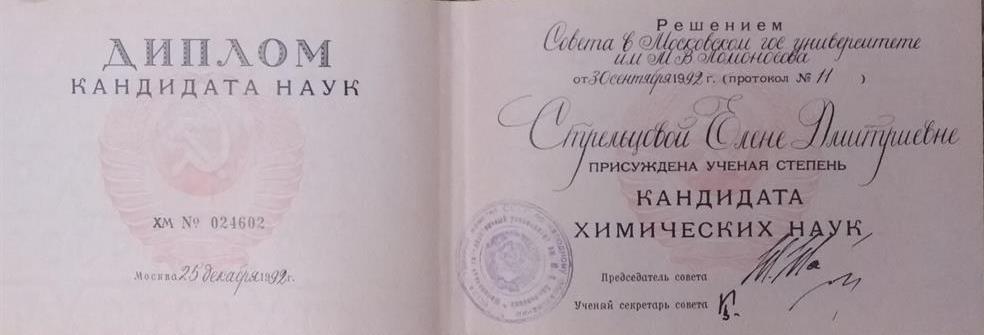 ДИПЛОМ
КАНДИДАТА НАУК
ХМ № 024602
Москва 25 декабря 1992г.
Решением
Совета в Московском гос университете
им М В Ломоносова
от 30 сентября 1992 г. (протокол № 11 )
Стрельцовой Елене Дмитриевне
ПРИСУЖДЕНА УЧЕНАЯ СТЕПЕНЬ
КАНДИДАТА
ХИМИЧЕСКИХ НАУК
Председатель совета
Ученый секретарь совета